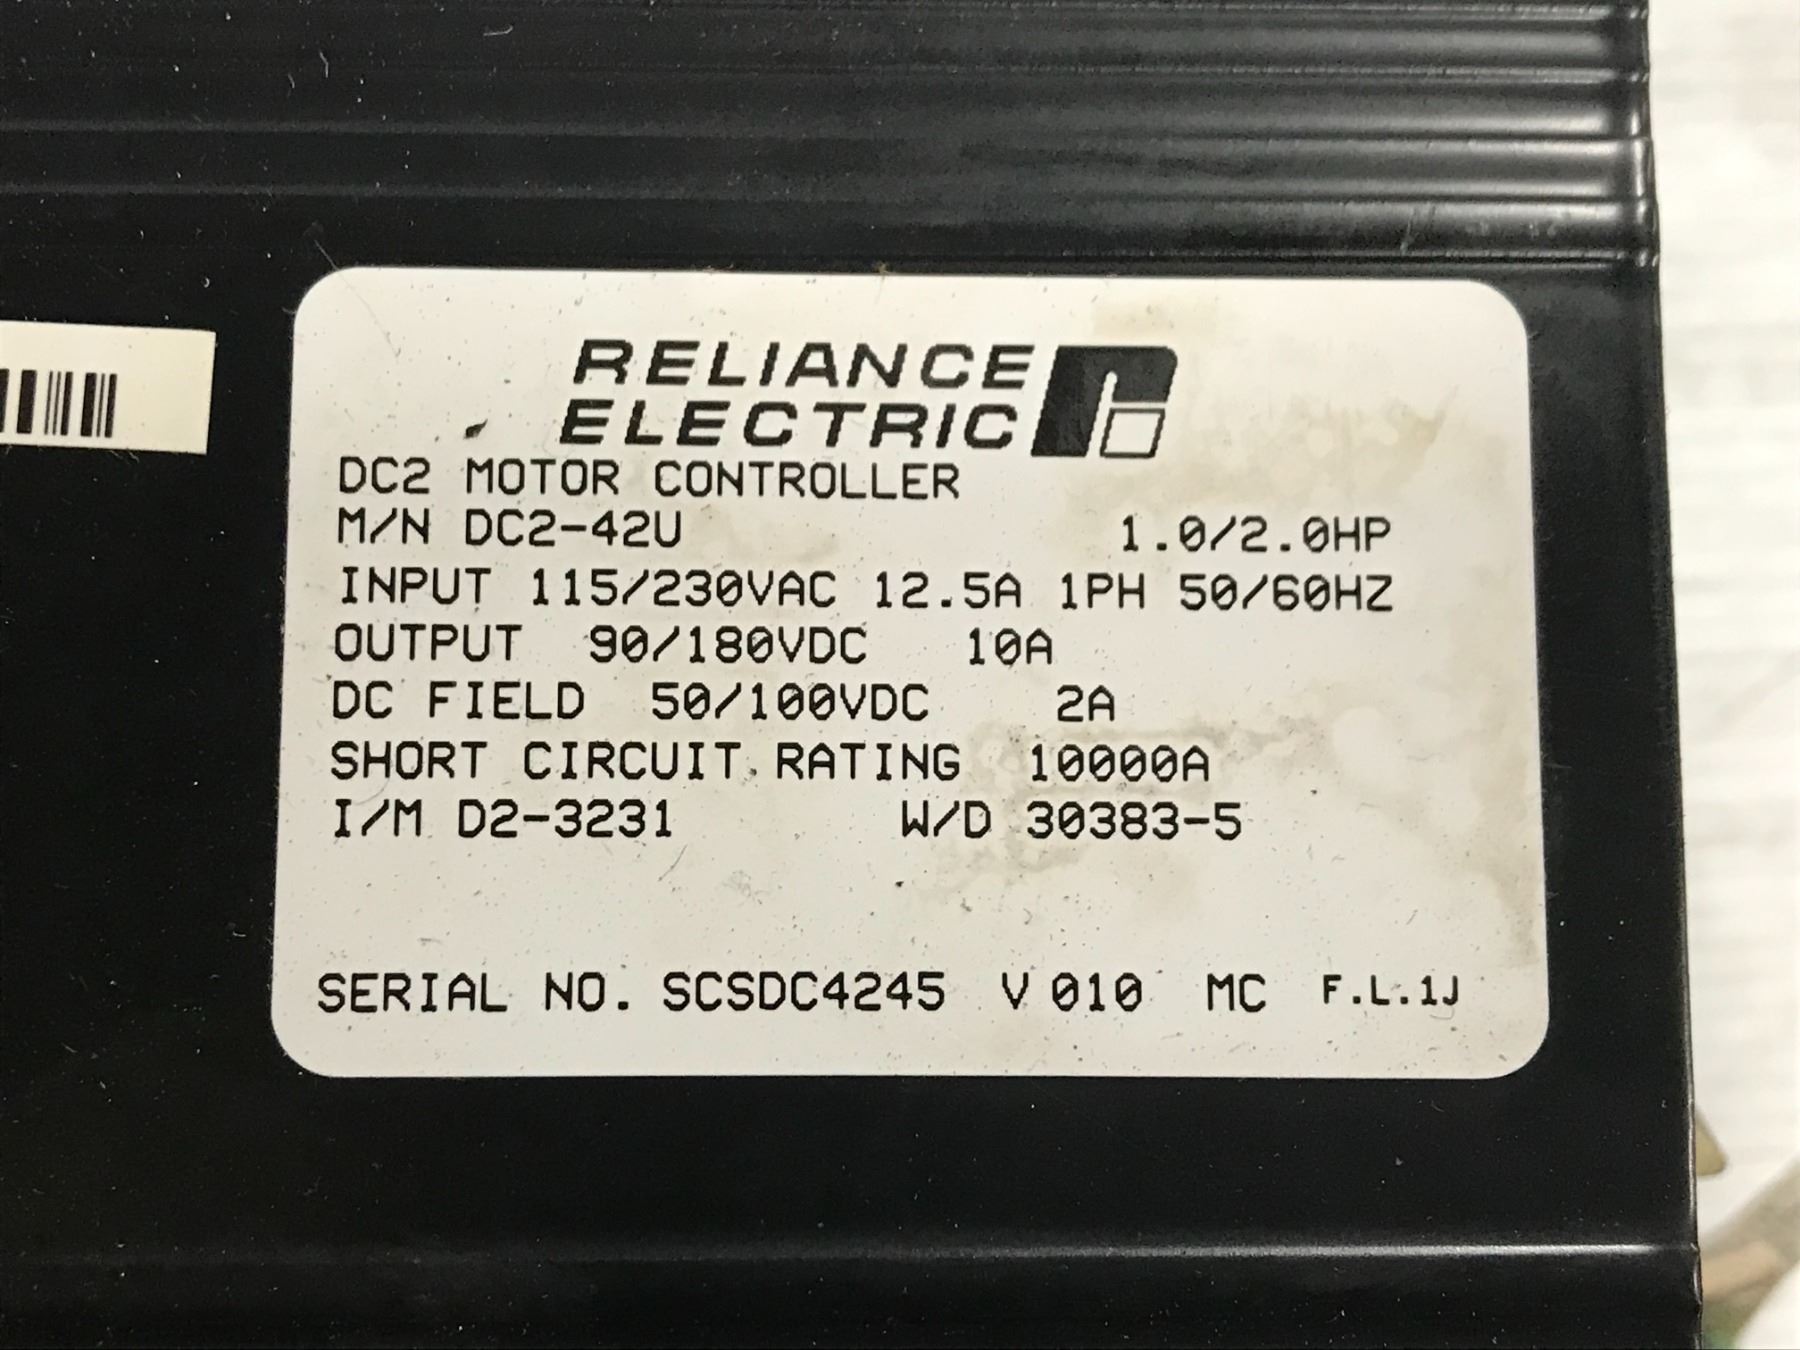 RELIANCE
ELECTRIC
DC2 MOTOR CONTROLLER
M/N DC2-42U 1.0/2.0HP
INPUT 115/230VAC 12.5A 1PH 50/60HZ
OUTPUT 90/180VDC 10A
DC FIELD 50/100VDC 2A
SHORT CIRCUIT RATING 10000A
I/M D2-3231 W/D 30383-5
SERIAL NO. SCSDC4245 V 010 MC F.L.1J